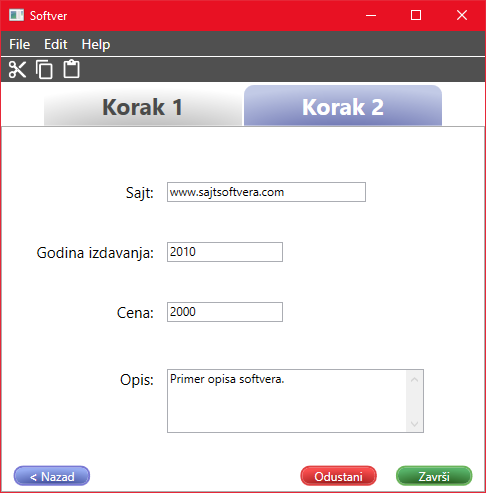 Softver
File Edit Help
Korak 1 Korak 2
Sajt: www.sajtsoftvera.com
Godina izdavanja: 2010
Cena: 2000
Opis: Primer opisa softvera.
< Nazad Odustani Završi